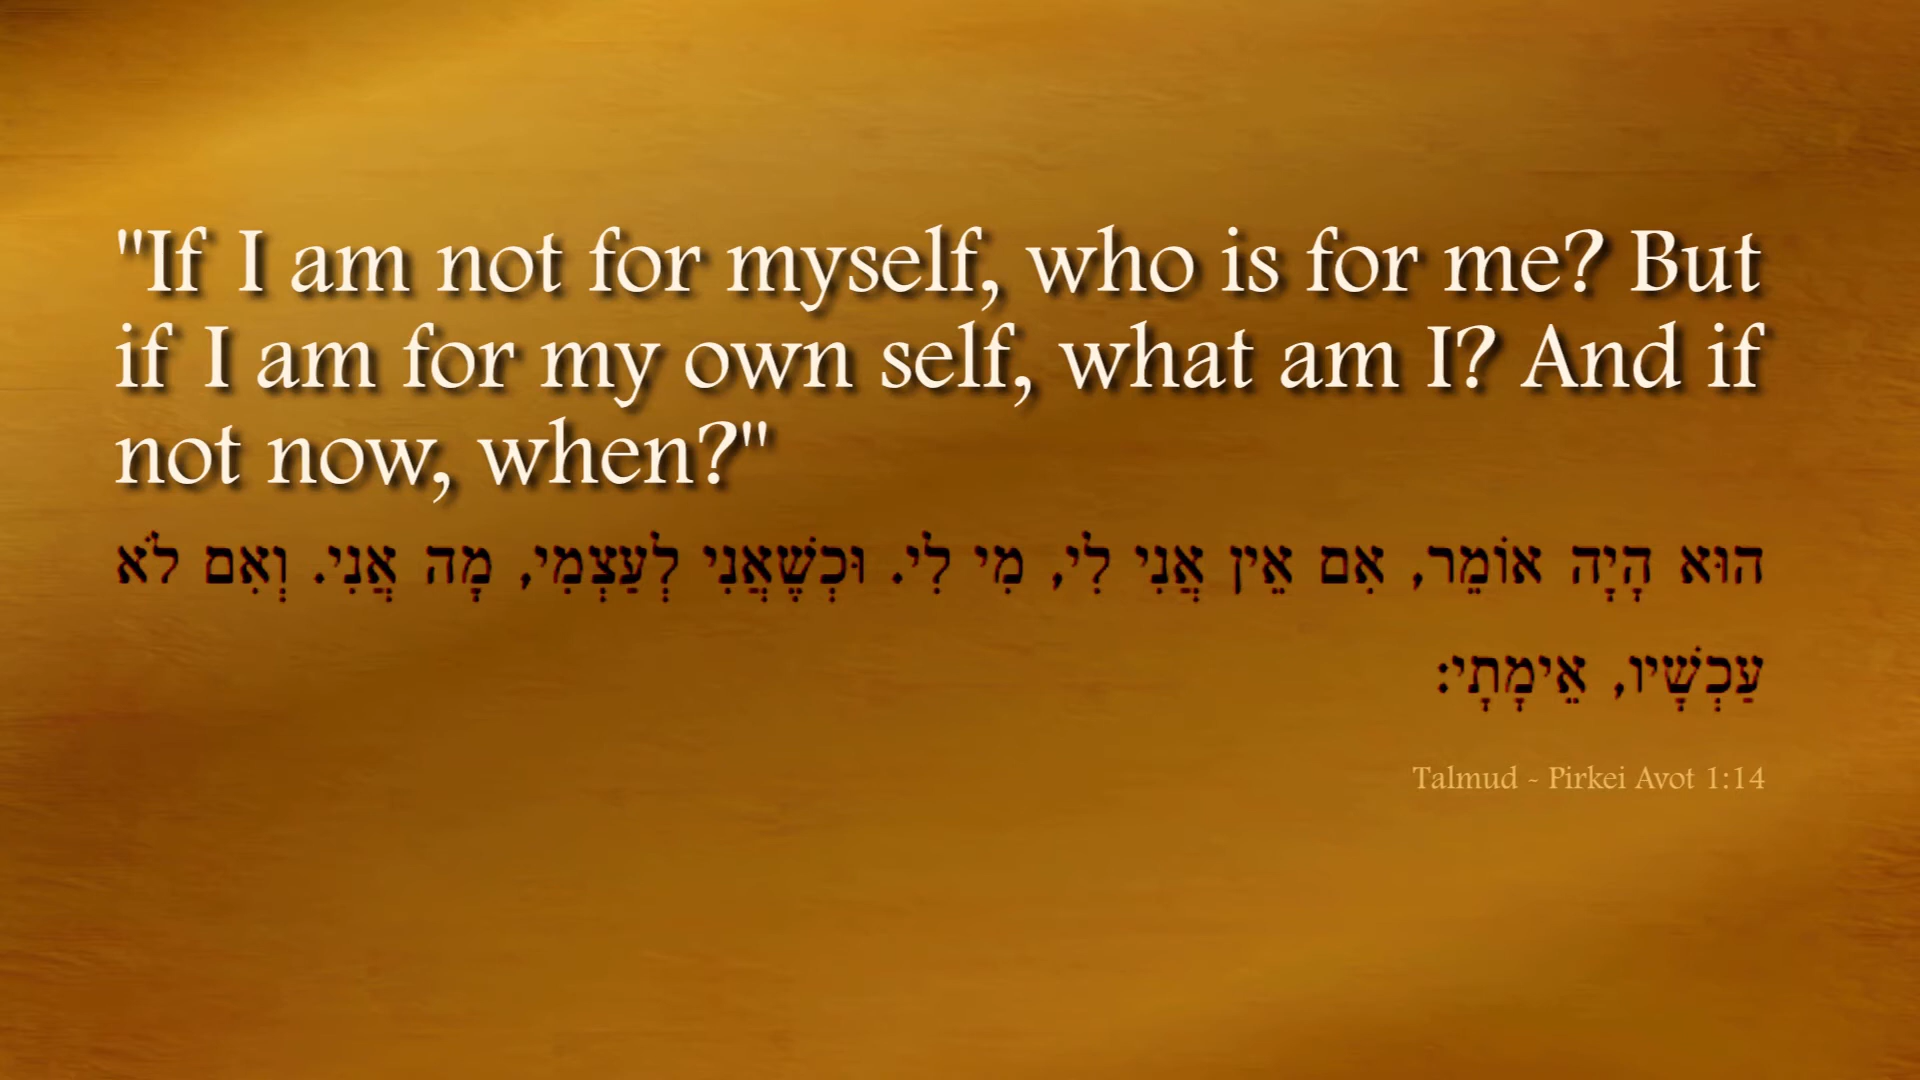 "If I am not for myself, who is for me? But
if I am for my own self, what am I? And if
not now, when?"
הוּא הָיָה אוֹמֵר, אִם אֵין אֲנִי לִי, מִי לִי. וּכְשֶׁאֲנִי לְעַצְמִי, מָה אֲנִי. וְאִם לֹא
עַכְשָׁיו, אֵימָתָי:
Talmud - Pirkei Avot 1:14